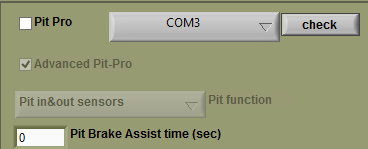 Pit Pro COM3 check
Advanced Pit-Pro
Pit in&out sensors Pit function
0 Pit Brake Assist time (sec)